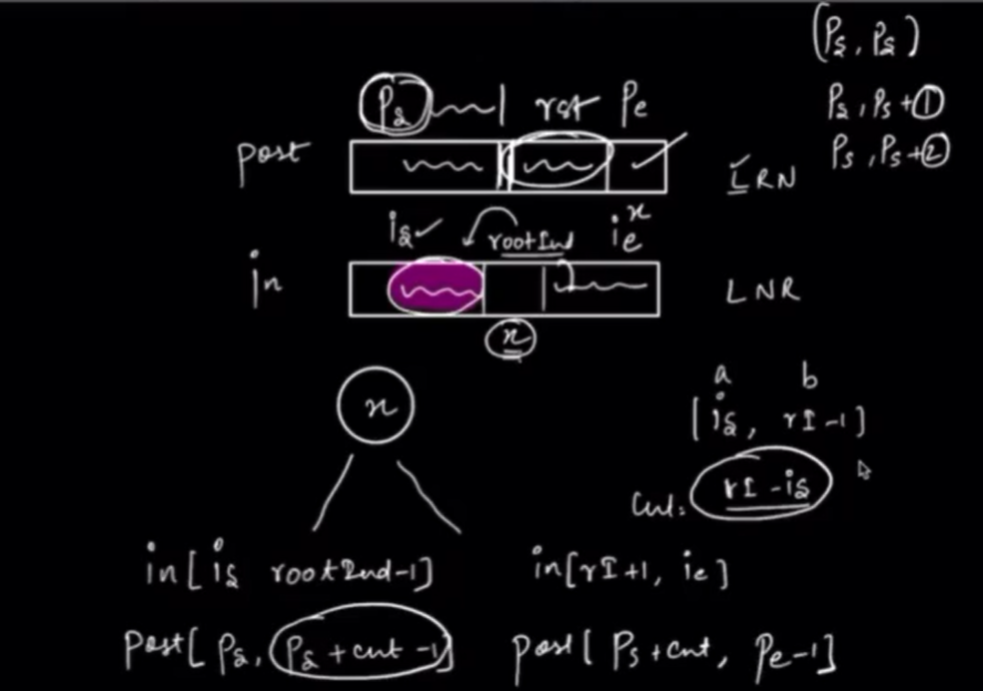 (Ps, Ps)
Ps rst Pe
Ps, Ps+1
post LRN
Ps, Ps+2
is rootInd ie x
in LNR
x
a b
x [is, rI-1]
Cnt: rI-is
in[is rootInd-1] in[rI+1, ie]
post[Ps, Ps+cnt-1] post[Ps+cnt, Pe-1]